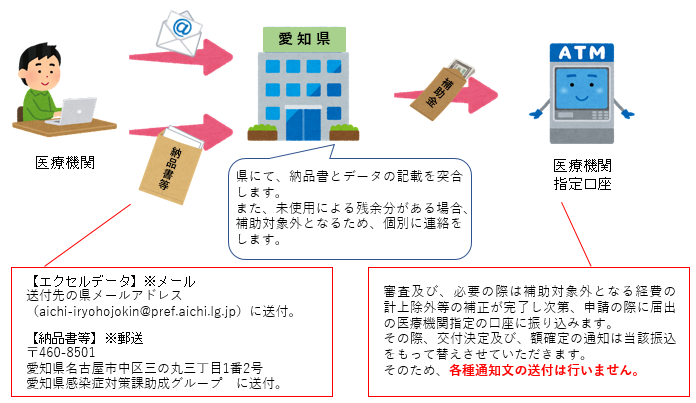 愛知県
ATM
補助金
納品書等
医療機関
医療機関
指定口座
県にて、納品書とデータの記載を突合
します。
また、未使用による残余分がある場合、
補助対象外となるため、個別に連絡を
します。
【エクセルデータ】※メール
送付先の県メールアドレス
（aichi-iryohojokin@pref.aichi.lg.jp）に送付。
【納品書等】※郵送
〒460-8501
愛知県名古屋市中区三の丸三丁目1番2号
愛知県感染症対策課助成グループ　に送付。
審査及び、必要の際は補助対象外となる経費の
計上除外等の補正が完了し次第、申請の際に届出
の医療機関指定の口座に振り込みます。
その際、交付決定及び、額確定の通知は当該振込
をもって替えさせていただきます。
そのため、各種通知文の送付は行いません。